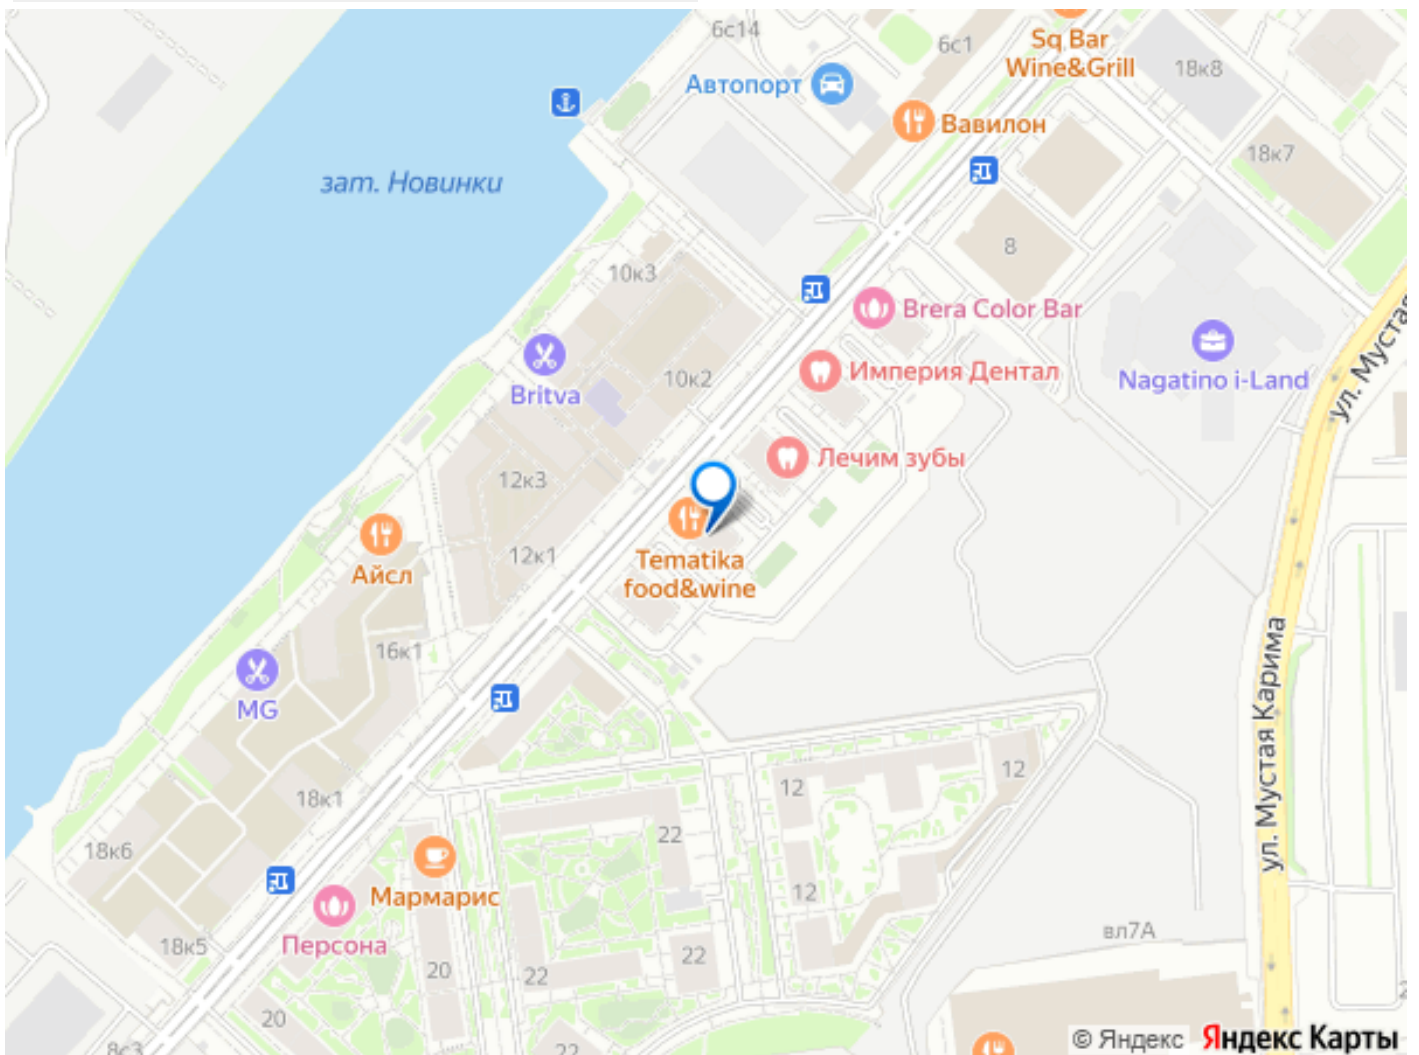 6с14
6с1
Sq Bar
Wine&Grill
18к8
Автопорт
Вавилон
18к7
зат. Новинки
8
10к3
Brera Color Bar
Империя Дентал
Nagatino i-Land
ул. Мустая
10к2
Britva
Лечим зубы
12к3
12к1
Tematika
food&wine
Айсл
16к1
MG
ул. Мустая Карима
18к1
12
12
22
18к6
Мармарис
12
Персона
18к5
20
22
22
вл7А
20
22
8с3
2
© Яндекс
Яндекс Карты